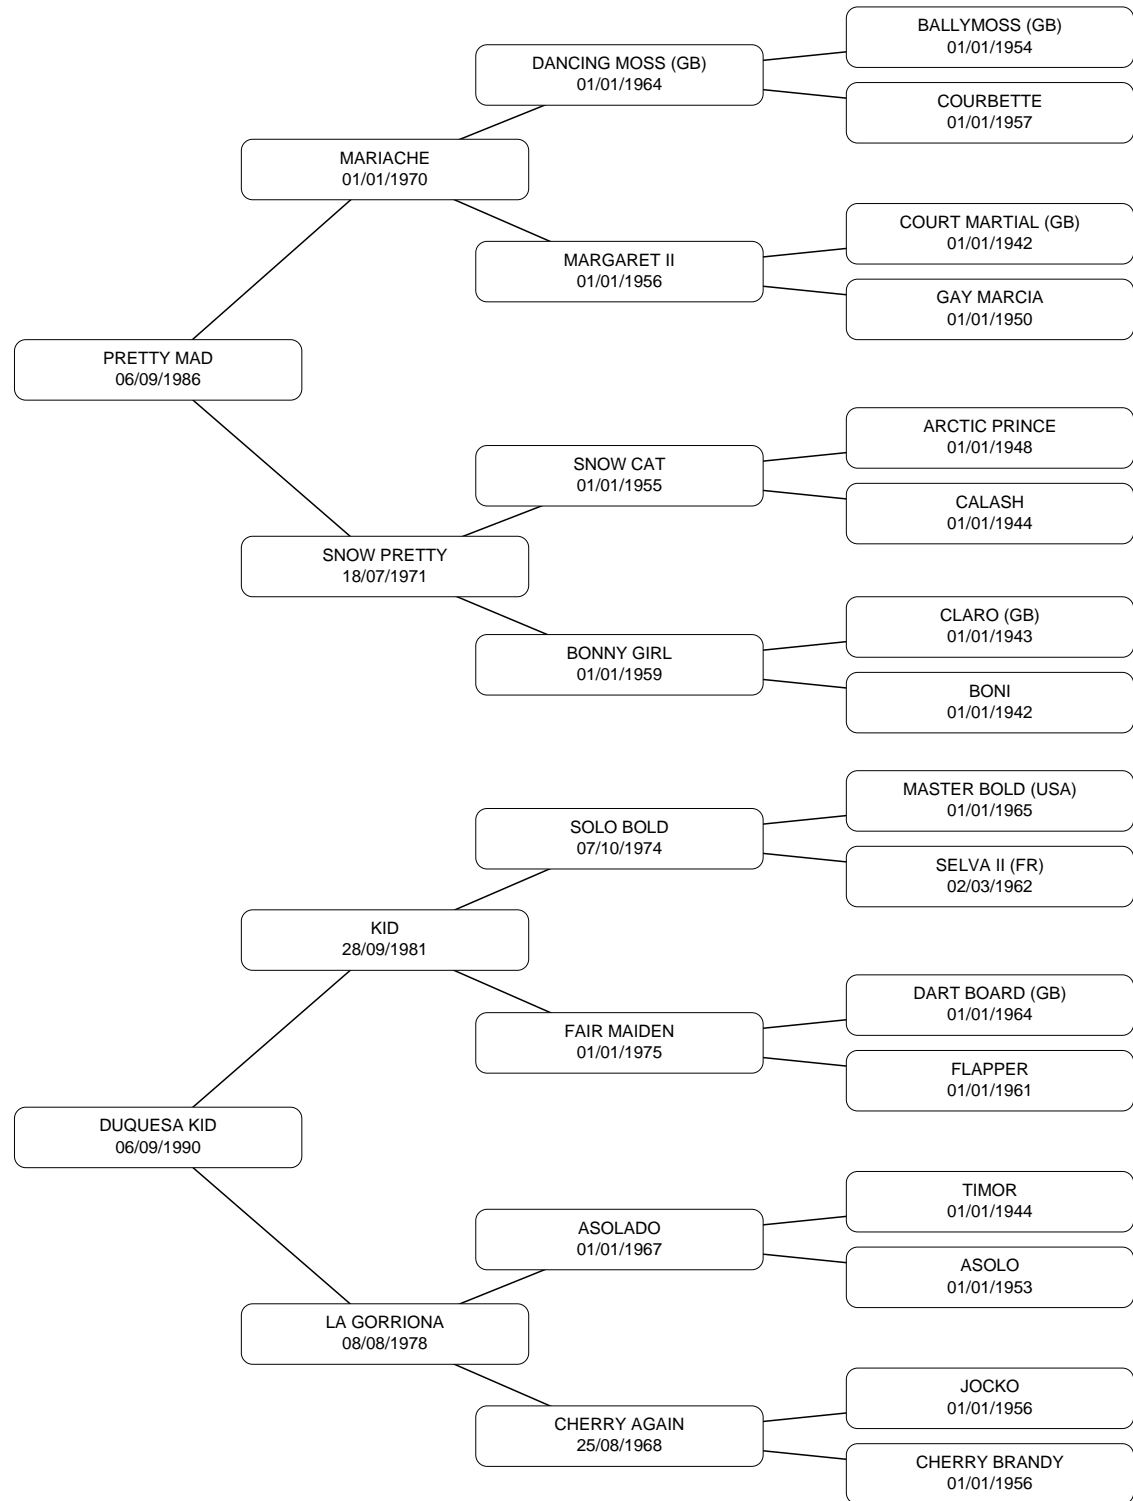 BALLYMOSS (GB)
01/01/1954
DANCING MOSS (GB)
01/01/1964
COURBETTE
01/01/1957
MARIACHE
01/01/1970
COURT MARTIAL (GB)
01/01/1942
MARGARET II
01/01/1956
GAY MARCIA
01/01/1950
PRETTY MAD
06/09/1986
ARCTIC PRINCE
01/01/1948
SNOW CAT
01/01/1955
CALASH
01/01/1944
SNOW PRETTY
18/07/1971
CLARO (GB)
01/01/1943
BONNY GIRL
01/01/1959
BONI
01/01/1942
MASTER BOLD (USA)
01/01/1965
SOLO BOLD
07/10/1974
SELVA II (FR)
02/03/1962
KID
28/09/1981
DART BOARD (GB)
01/01/1964
FAIR MAIDEN
01/01/1975
FLAPPER
01/01/1961
DUQUESA KID
06/09/1990
TIMOR
01/01/1944
ASOLADO
01/01/1967
ASOLO
01/01/1953
LA GORRIONA
08/08/1978
JOCKO
01/01/1956
CHERRY AGAIN
25/08/1968
CHERRY BRANDY
01/01/1956